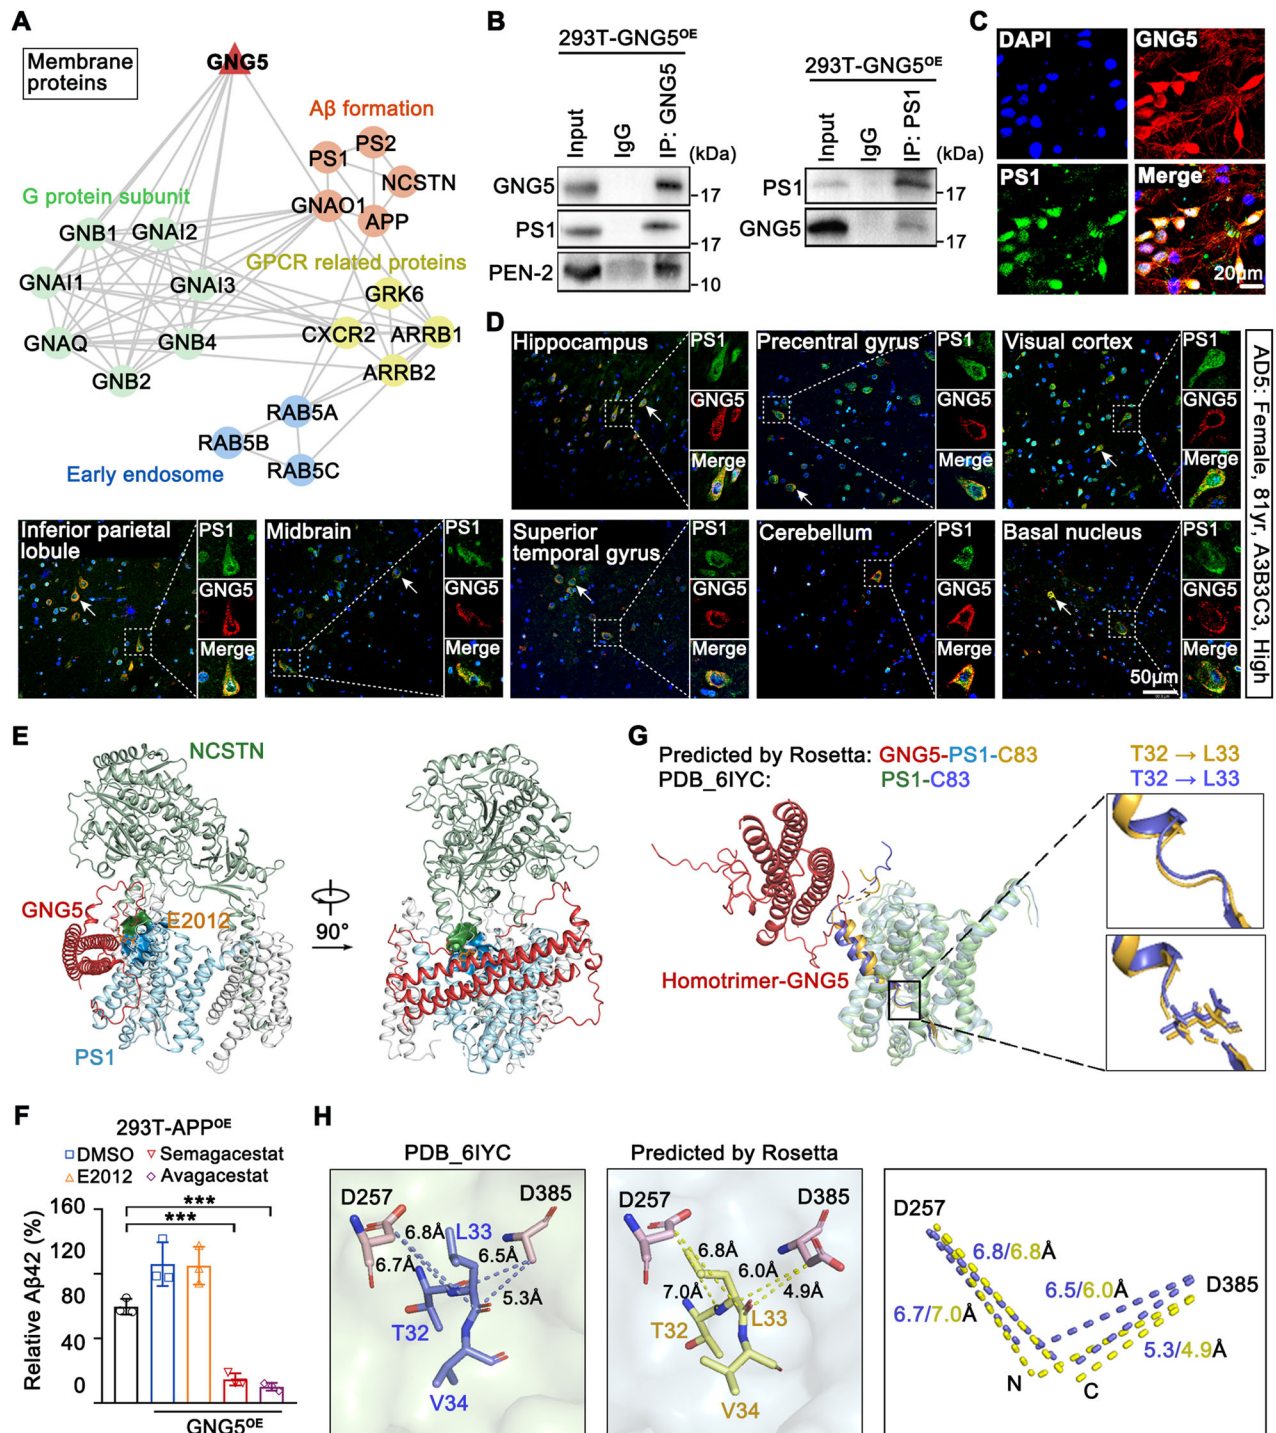 A
Membrane
proteins
GNG5
Aβ formation
PS1
PS2
NCSTN
GNAO1
APP
G protein subunit
GNB1
GNAI2
GPCR related proteins
GNAI1
GNAI3
GRK6
GNAQ
GNB4
CXCR2
ARRB1
GNB2
ARRB2
RAB5A
RAB5B
RAB5C
Early endosome
B
293T-GNG5OE
Input
IgG
IP: GNG5
(kDa)
GNG5
-17
PS1
-17
PEN-2
-10
293T-GNG5OE
Input
IgG
IP: PS1
(kDa)
PS1
-17
GNG5
-17
C
DAPI
GNG5
PS1
Merge
20μm
D
Hippocampus
PS1
GNG5
Merge
Precentral gyrus
PS1
GNG5
Merge
Visual cortex
PS1
GNG5
Merge
AD5: Female, 81yr, A3B3C3, High
Inferior parietal
lobule
PS1
GNG5
Merge
Midbrain
PS1
GNG5
Merge
Superior
temporal gyrus
PS1
GNG5
Merge
Cerebellum
PS1
GNG5
Merge
Basal nucleus
50μm
PS1
GNG5
Merge
E
NCSTN
GNG5
E2012
PS1
90°
G
Predicted by Rosetta: GNG5-PS1-C83
PDB_6IYC: PS1-C83
T32 → L33
T32 → L33
Homotrimer-GNG5
F
293T-APPOE
DMSO
Semagacestat
E2012
Avagacestat
Relative Aβ42 (%)
160
120
80
40
0
***
***
GNG5OE
H
PDB_6IYC
D257
D385
6.8Å
L33
6.7Å
6.5Å
5.3Å
T32
V34
Predicted by Rosetta
D257
D385
6.8Å
6.0Å
7.0Å
4.9Å
T32
L33
V34
D257
6.8/6.8Å
6.5/6.0Å
D385
6.7/7.0Å
5.3/4.9Å
N
C